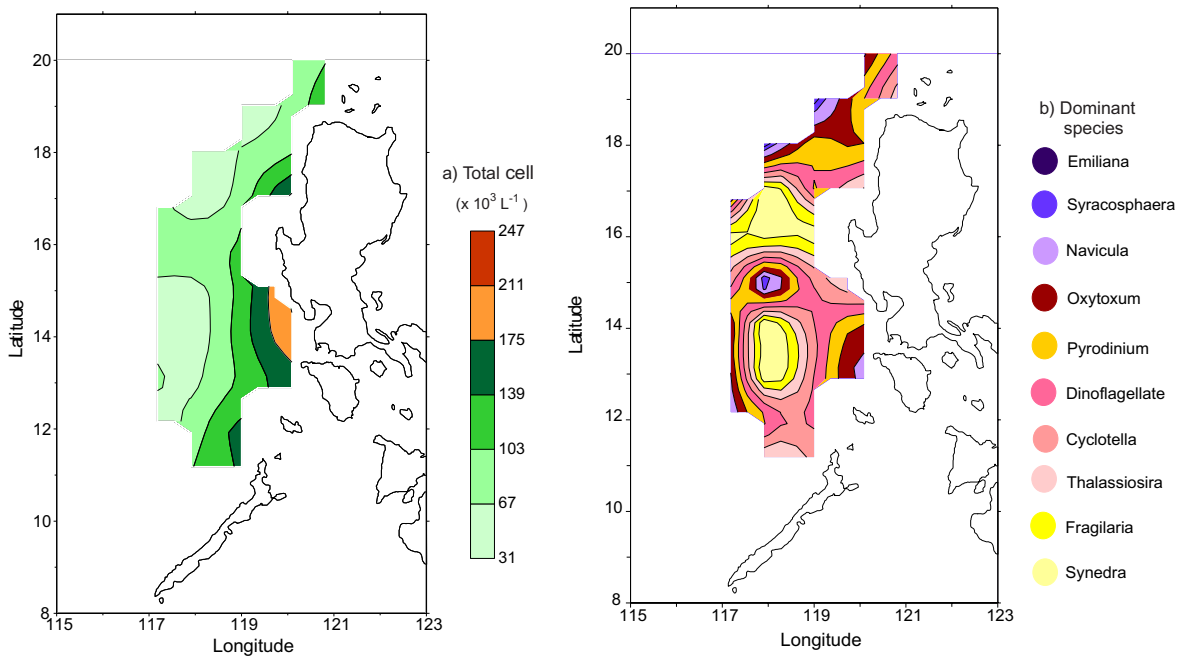 20
18
16
14
12
10
8
Latitude
115
117
119
121
123
Longitude
a) Total cell
(x 10³ L⁻¹)
247
211
175
139
103
67
31
20
18
16
14
12
10
8
Latitude
115
117
119
121
123
Longitude
b) Dominant
species
Emiliana
Syracosphaera
Navicula
Oxytoxum
Pyrodinium
Dinoflagellate
Cyclotella
Thalassiosira
Fragilaria
Synedra